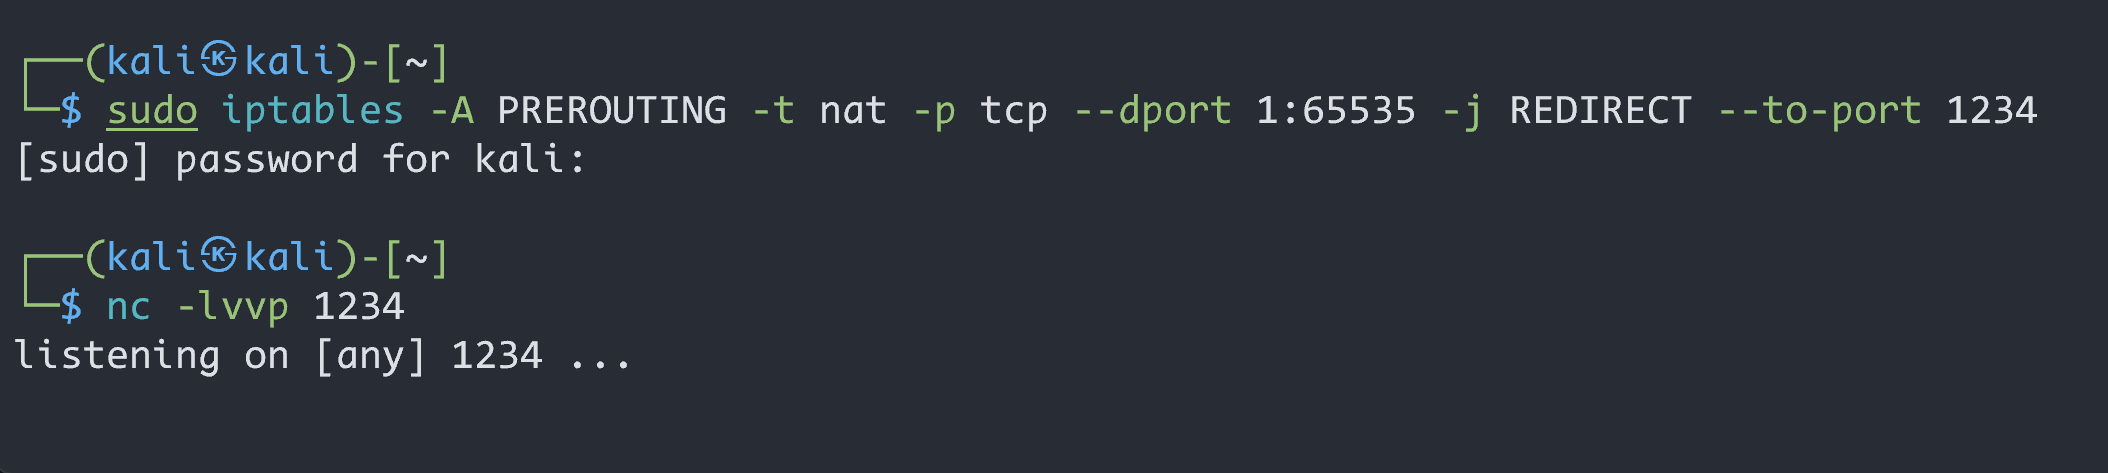 ┌──(kali㉿kali)-[~]
└─$ sudo iptables -A PREROUTING -t nat -p tcp --dport 1:65535 -j REDIRECT --to-port 1234
[sudo] password for kali:
┌──(kali㉿kali)-[~]
└─$ nc -lvvp 1234
listening on [any] 1234 ...